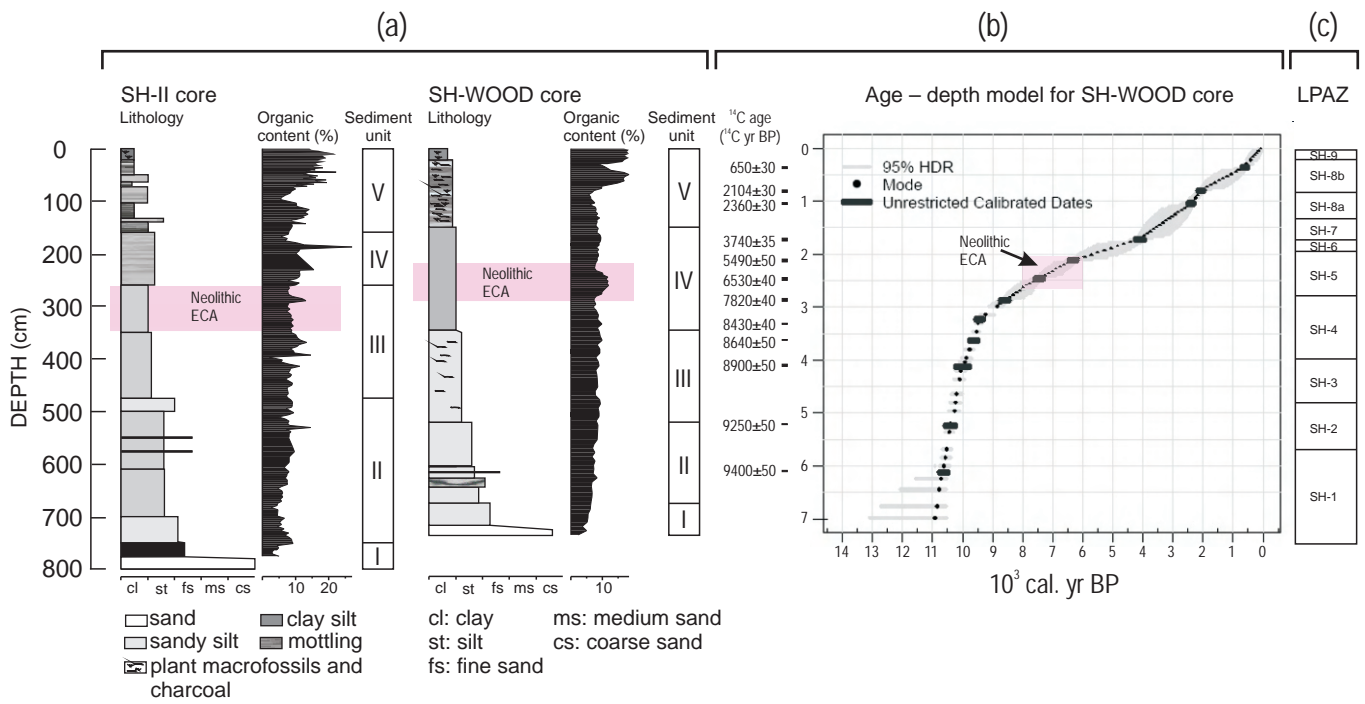 (a)
(b)
(c)
SH-II core
Lithology
Organic
content (%)
Sediment
unit
SH-WOOD core
Lithology
Organic
content (%)
Sediment
unit
¹⁴C age
(¹⁴C yr BP)
Age – depth model for SH-WOOD core
LPAZ
DEPTH (cm)
0
100
200
300
400
500
600
700
800
V
IV
III
II
I
Neolithic
ECA
cl st fs ms cs
10 20
V
IV
III
II
I
Neolithic
ECA
cl st fs ms cs
10
650±30
2104±30
2360±30
3740±35
5490±50
6530±40
7820±40
8430±40
8640±50
8900±50
9250±50
9400±50
0
1
2
3
4
5
6
7
95% HDR
Mode
Unrestricted Calibrated Dates
Neolithic
ECA
14 13 12 11 10 9 8 7 6 5 4 3 2 1 0
10³ cal. yr BP
SH-9
SH-8b
SH-8a
SH-7
SH-6
SH-5
SH-4
SH-3
SH-2
SH-1
sand
clay silt
sandy silt
mottling
plant macrofossils and
charcoal
cl: clay
ms: medium sand
st: silt
cs: coarse sand
fs: fine sand